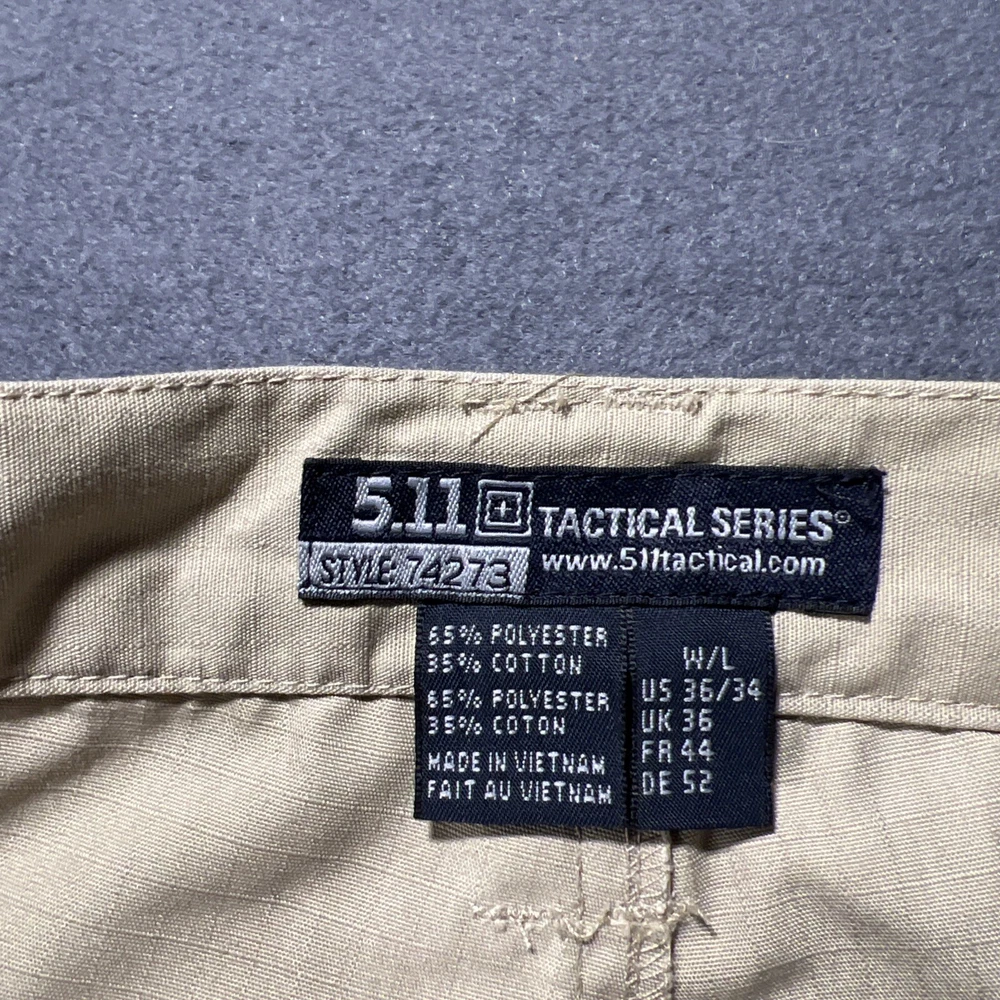 5.11 TACTICAL SERIES®
STYLE: 74273 www.511tactical.com
65% POLYESTER
35% COTTON
65% POLYESTER
35% COTON
MADE IN VIETNAM
FAIT AU VIETNAM
W/L
US 36/34
UK 36
FR 44
DE 52